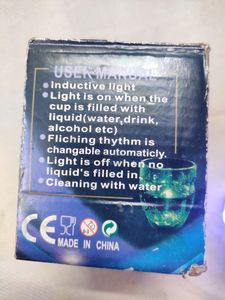 USER MANUAL
● Inductive light
● Light is on when the
cup is filled with
liquid(water,drink,
alcohol etc)
● Fliching thythm is
changable automaticly.
● Light is off when no
liquid's filled in.
● Cleaning with water
CE
MADE IN CHINA